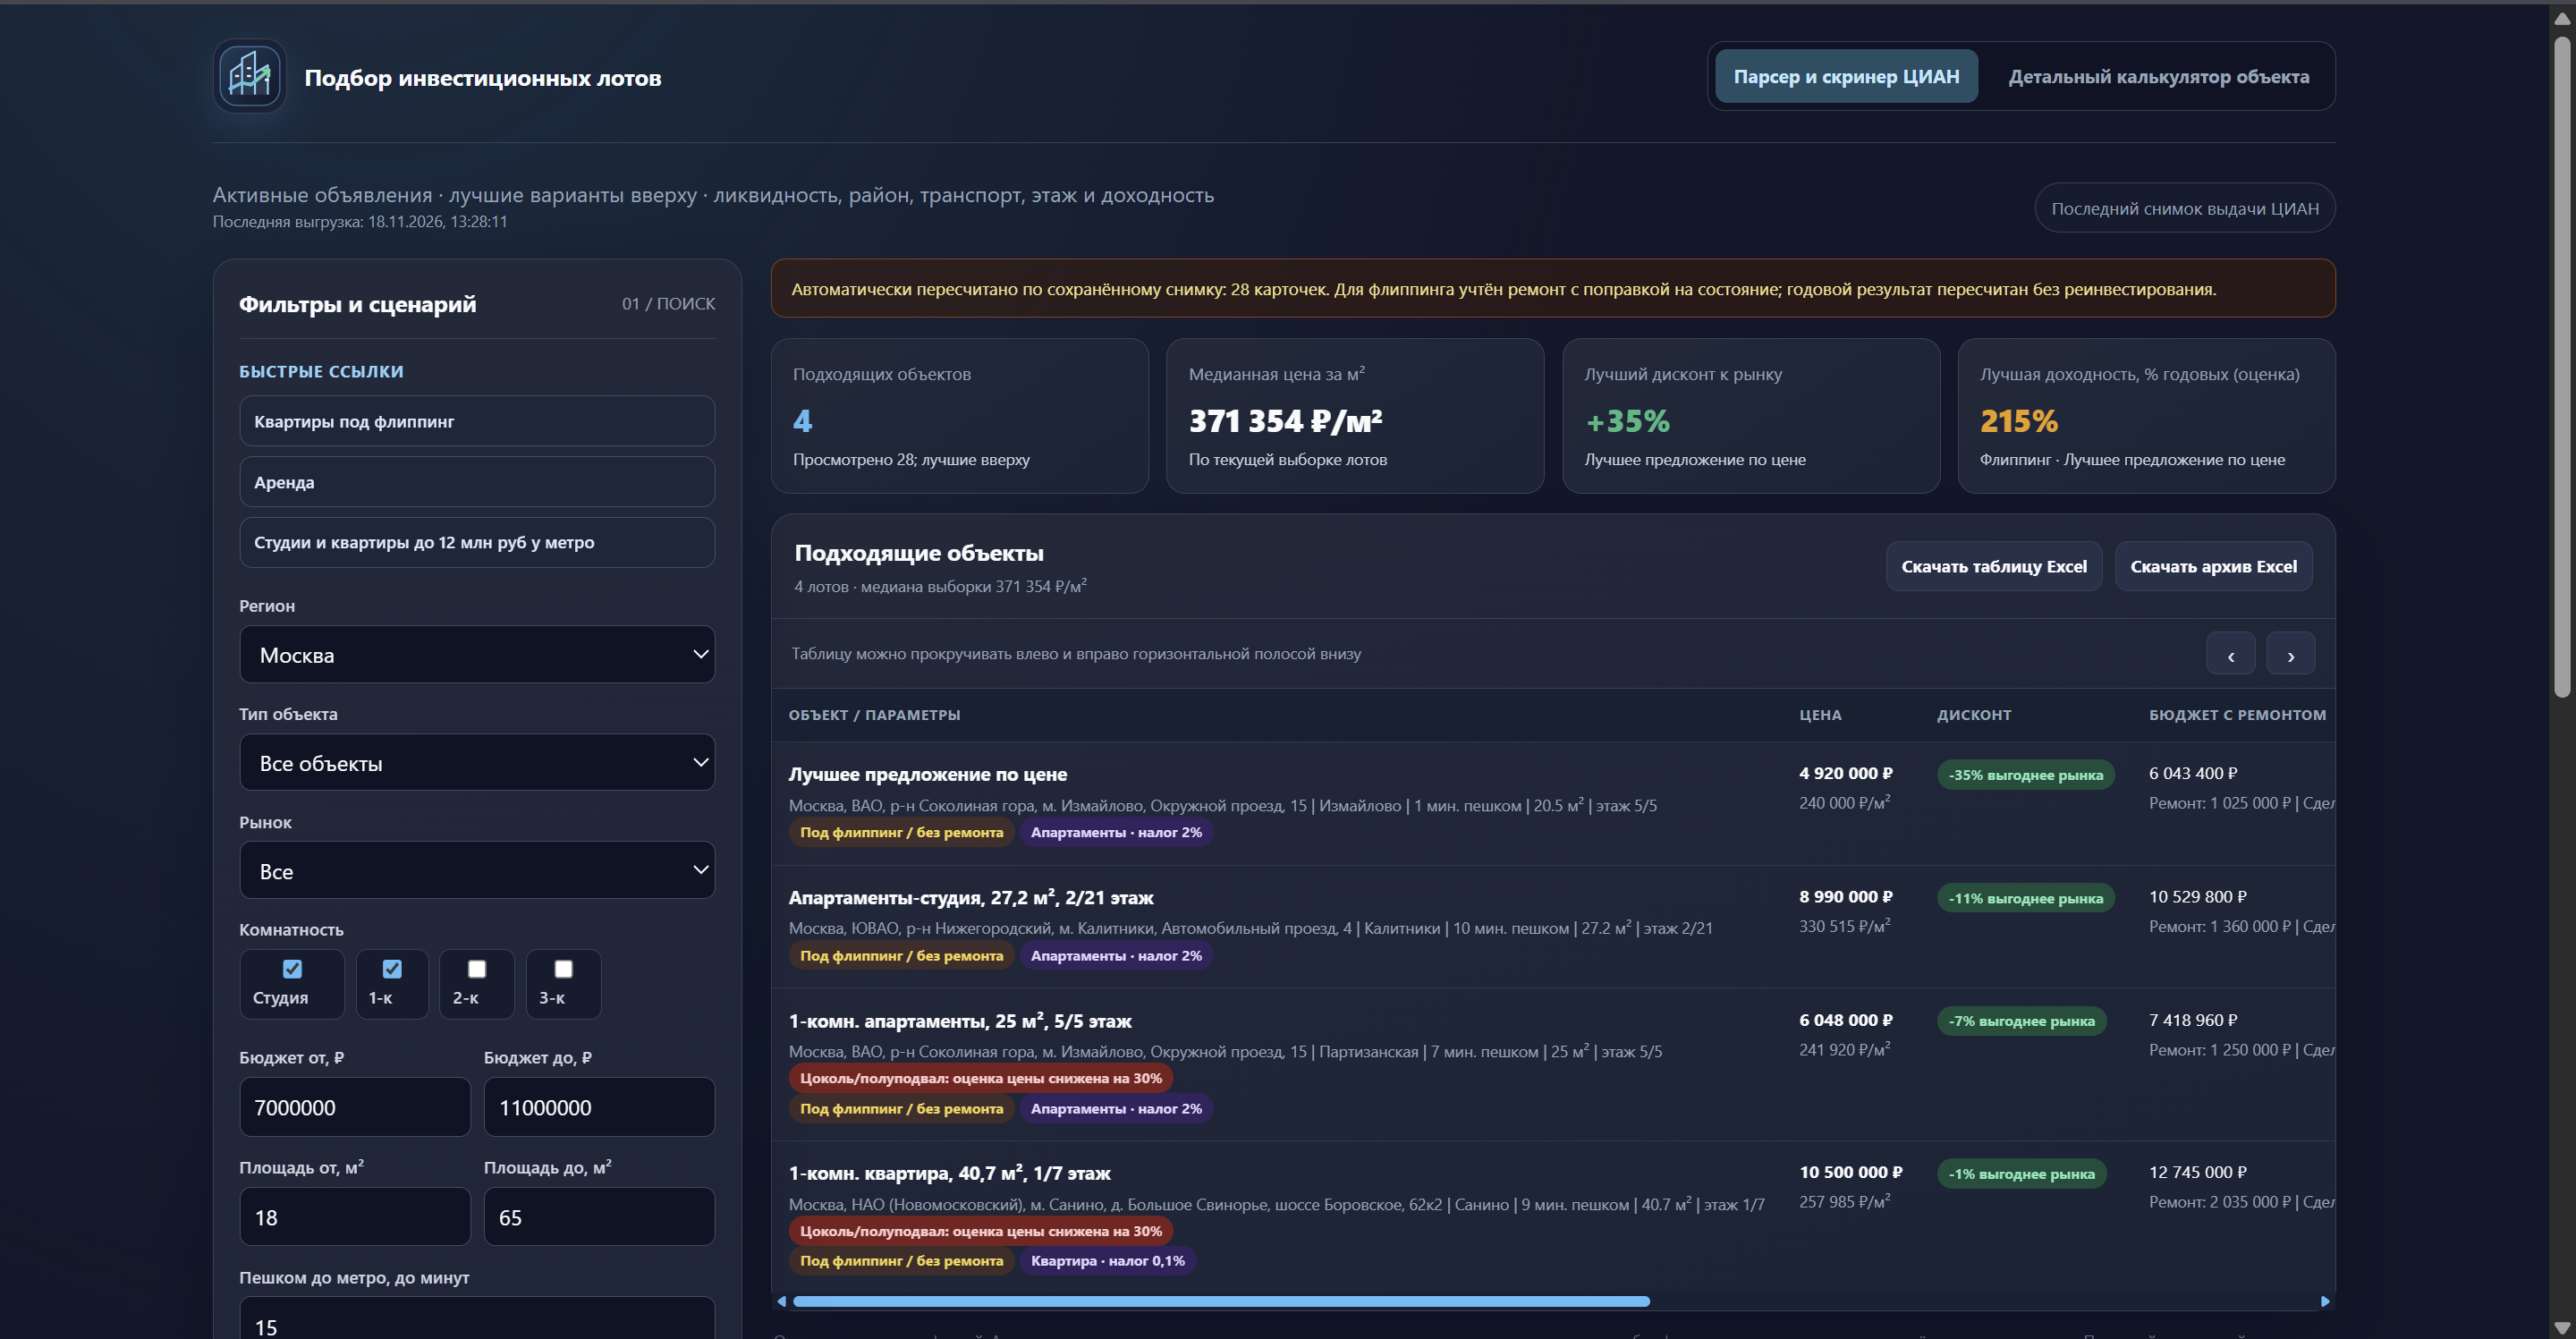 Подбор инвестиционных лотов
Парсер и скринер ЦИАН
Детальный калькулятор объекта
Активные объявления · лучшие варианты вверху · ликвидность, район, транспорт, этаж и доходность
Последняя выгрузка: 18.11.2026, 13:28:11
Последний снимок выдачи ЦИАН
Фильтры и сценарий
01 / ПОИСК
БЫСТРЫЕ ССЫЛКИ
Квартиры под флиппинг
Аренда
Студии и квартиры до 12 млн руб у метро
Регион
Москва
Тип объекта
Все объекты
Рынок
Все
Комнатность
Студия
1-к
2-к
3-к
Бюджет от, ₽
Бюджет до, ₽
7000000
11000000
Площадь от, м²
Площадь до, м²
18
65
Пешком до метро, до минут
15
Автоматически пересчитано по сохранённому снимку: 28 карточек. Для флиппинга учтён ремонт с поправкой на состояние; годовой результат пересчитан без реинвестирования.
Подходящих объектов
4
Просмотрено 28; лучшие вверху
Медианная цена за м²
371 354 ₽/м²
По текущей выборке лотов
Лучший дисконт к рынку
+35%
Лучшее предложение по цене
Лучшая доходность, % годовых (оценка)
215%
Флиппинг · Лучшее предложение по цене
Подходящие объекты
4 лотов · медиана выборки 371 354 ₽/м²
Скачать таблицу Excel
Скачать архив Excel
Таблицу можно прокручивать влево и вправо горизонтальной полосой внизу
‹
›
ОБЪЕКТ / ПАРАМЕТРЫ
ЦЕНА
ДИСКОНТ
БЮДЖЕТ С РЕМОНТОМ
Лучшее предложение по цене
Москва, ВАО, р-н Соколиная гора, м. Измайлово, Окружной проезд, 15 | Измайлово | 1 мин. пешком | 20.5 м² | этаж 5/5
Под флиппинг / без ремонта
Апартаменты · налог 2%
4 920 000 ₽
240 000 ₽/м²
-35% выгоднее рынка
6 043 400 ₽
Ремонт: 1 025 000 ₽ | Сдел
Апартаменты-студия, 27,2 м², 2/21 этаж
Москва, ЮВАО, р-н Нижегородский, м. Калитники, Автомобильный проезд, 4 | Калитники | 10 мин. пешком | 27.2 м² | этаж 2/21
Под флиппинг / без ремонта
Апартаменты · налог 2%
8 990 000 ₽
330 515 ₽/м²
-11% выгоднее рынка
10 529 800 ₽
Ремонт: 1 360 000 ₽ | Сдел
1-комн. апартаменты, 25 м², 5/5 этаж
Москва, ВАО, р-н Соколиная гора, м. Измайлово, Окружной проезд, 15 | Партизанская | 7 мин. пешком | 25 м² | этаж 5/5
Цоколь/полуподвал: оценка цены снижена на 30%
Под флиппинг / без ремонта
Апартаменты · налог 2%
6 048 000 ₽
241 920 ₽/м²
-7% выгоднее рынка
7 418 960 ₽
Ремонт: 1 250 000 ₽ | Сдел
1-комн. квартира, 40,7 м², 1/7 этаж
Москва, НАО (Новомосковский), м. Санино, д. Большое Свинорье, шоссе Боровское, 62к2 | Санино | 9 мин. пешком | 40.7 м² | этаж 1/7
Цоколь/полуподвал: оценка цены снижена на 30%
Под флиппинг / без ремонта
Квартира · налог 0,1%
10 500 000 ₽
257 985 ₽/м²
-1% выгоднее рынка
12 745 000 ₽
Ремонт: 2 035 000 ₽ | Сдел